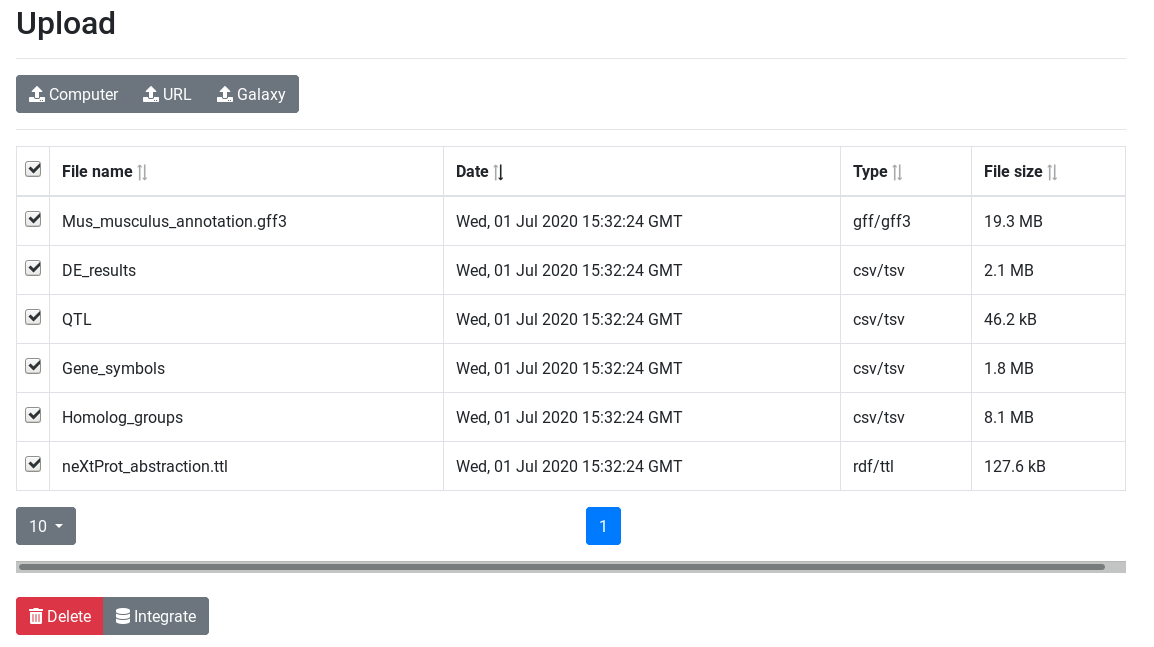 Upload
Computer URL Galaxy
File name Date Type File size
Mus_musculus_annotation.gff3 Wed, 01 Jul 2020 15:32:24 GMT gff/gff3 19.3 MB
DE_results Wed, 01 Jul 2020 15:32:24 GMT csv/tsv 2.1 MB
QTL Wed, 01 Jul 2020 15:32:24 GMT csv/tsv 46.2 kB
Gene_symbols Wed, 01 Jul 2020 15:32:24 GMT csv/tsv 1.8 MB
Homolog_groups Wed, 01 Jul 2020 15:32:24 GMT csv/tsv 8.1 MB
neXtProt_abstraction.ttl Wed, 01 Jul 2020 15:32:24 GMT rdf/ttl 127.6 kB
10 1
Delete Integrate